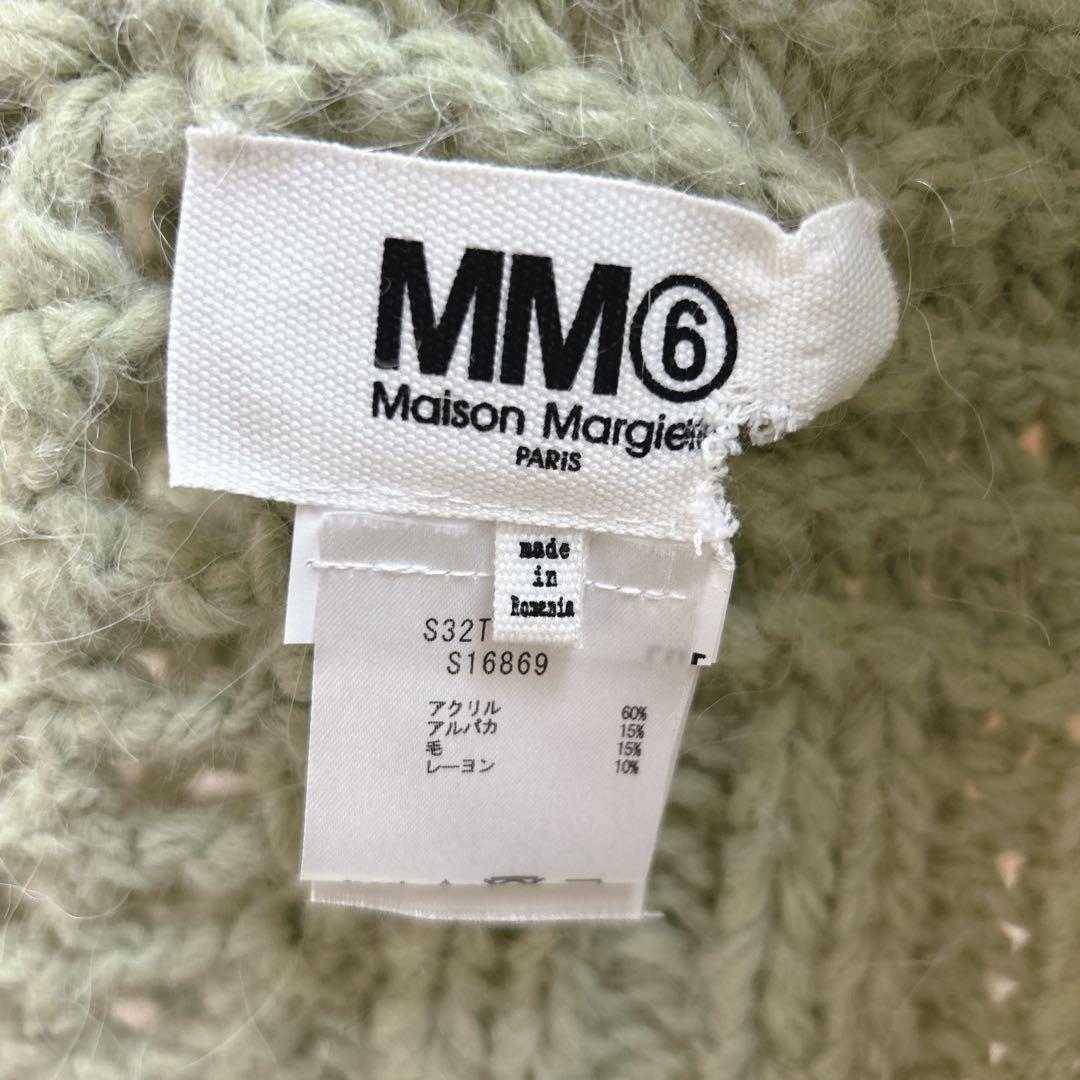 MM⑥
Maison Margiela
PARIS
made
in
Romania
S32T
S16869
アクリル 60%
アルパカ 15%
毛 15%
レーヨン 10%